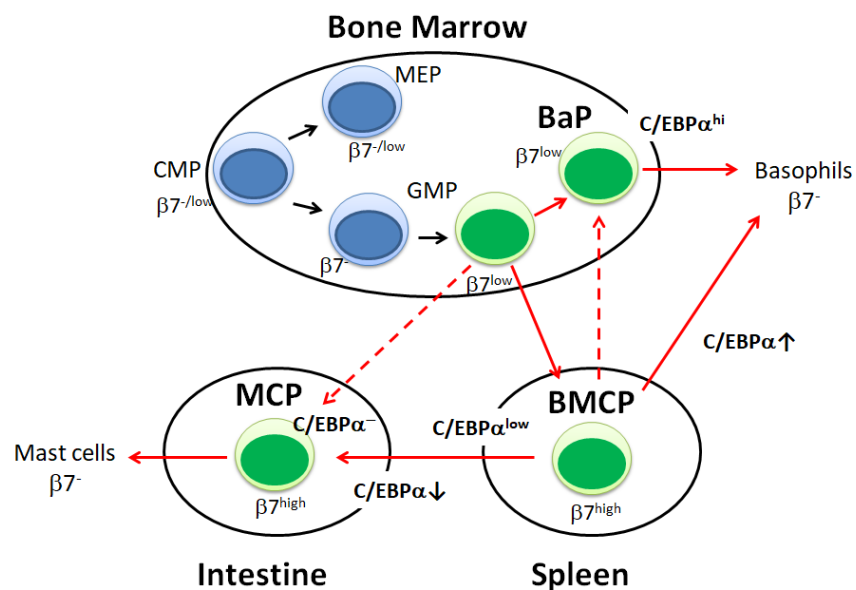 Bone Marrow
MEP
β7-/low
CMP
β7-/low
GMP
β7-
β7low
BaP
β7low
C/EBPαhi
Basophils
β7-
C/EBPα↑
MCP
C/EBPα–
β7high
Mast cells
β7-
C/EBPα↓
BMCP
C/EBPαlow
β7high
Intestine
Spleen